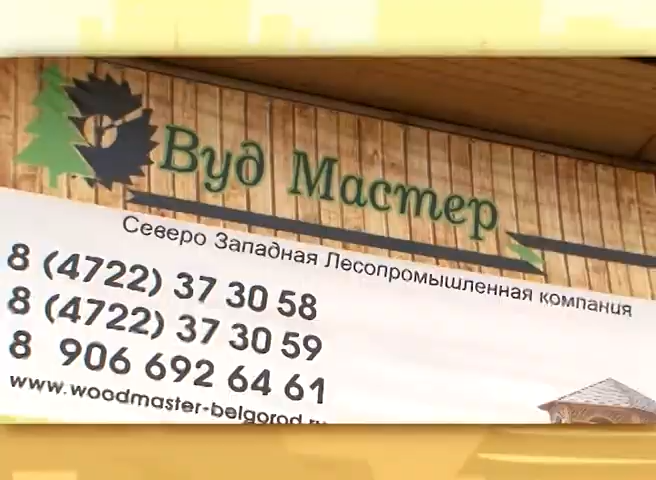 Вуд Мастер
Северо Западная Лесопромышленная компания
8 (4722) 37 30 58
8 (4722) 37 30 59
8 906 692 64 61
www.woodmaster-belgorod.ru